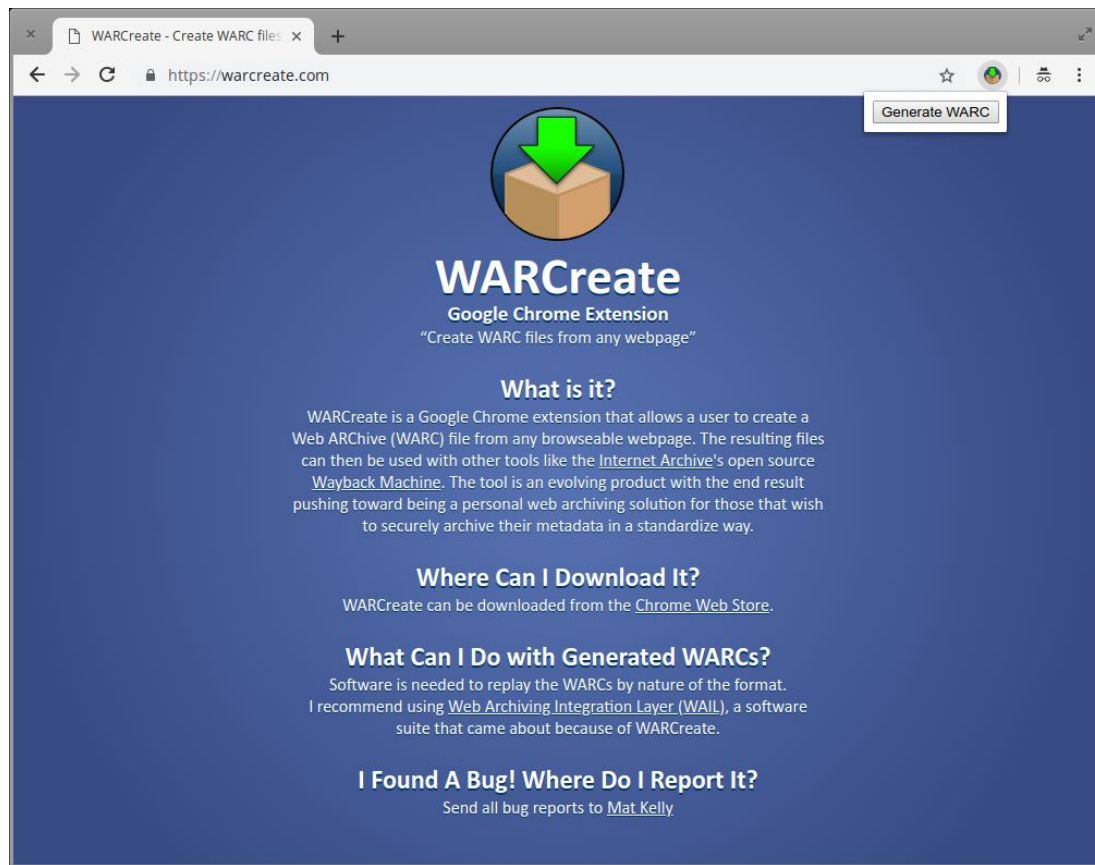 WARCreate - Create WARC files
https://warcreate.com
Generate WARC
WARCreate
Google Chrome Extension
“Create WARC files from any webpage”
What is it?
WARCreate is a Google Chrome extension that allows a user to create a
Web ARChive (WARC) file from any browseable webpage. The resulting files
can then be used with other tools like the Internet Archive's open source
Wayback Machine. The tool is an evolving product with the end result
pushing toward being a personal web archiving solution for those that wish
to securely archive their metadata in a standardize way.
Where Can I Download It?
WARCreate can be downloaded from the Chrome Web Store.
What Can I Do with Generated WARCs?
Software is needed to replay the WARCs by nature of the format.
I recommend using Web Archiving Integration Layer (WAIL), a software
suite that came about because of WARCreate.
I Found A Bug! Where Do I Report It?
Send all bug reports to Mat Kelly